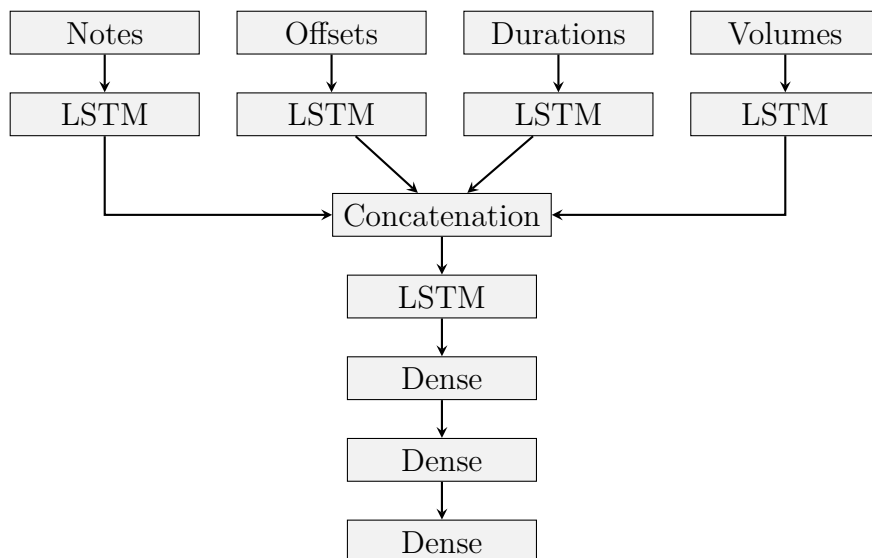 Notes Offsets Durations Volumes
LSTM LSTM LSTM LSTM
Concatenation
LSTM
Dense
Dense
Dense